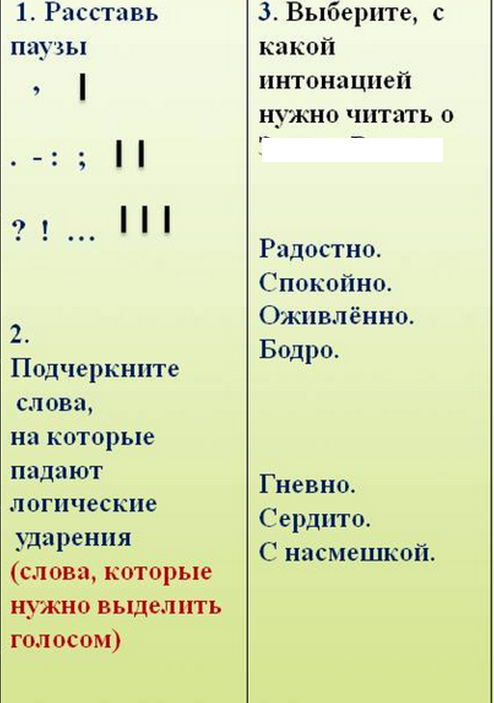 1. Расставь
паузы
, |
. - : ; ||
? ! ... |||
2.
Подчеркните
слова,
на которые
падают
логические
ударения
(слова, которые
нужно выделить
голосом)
3. Выберите, с
какой
интонацией
нужно читать о
Радостно.
Спокойно.
Оживлённо.
Бодро.
Гневно.
Сердито.
С насмешкой.